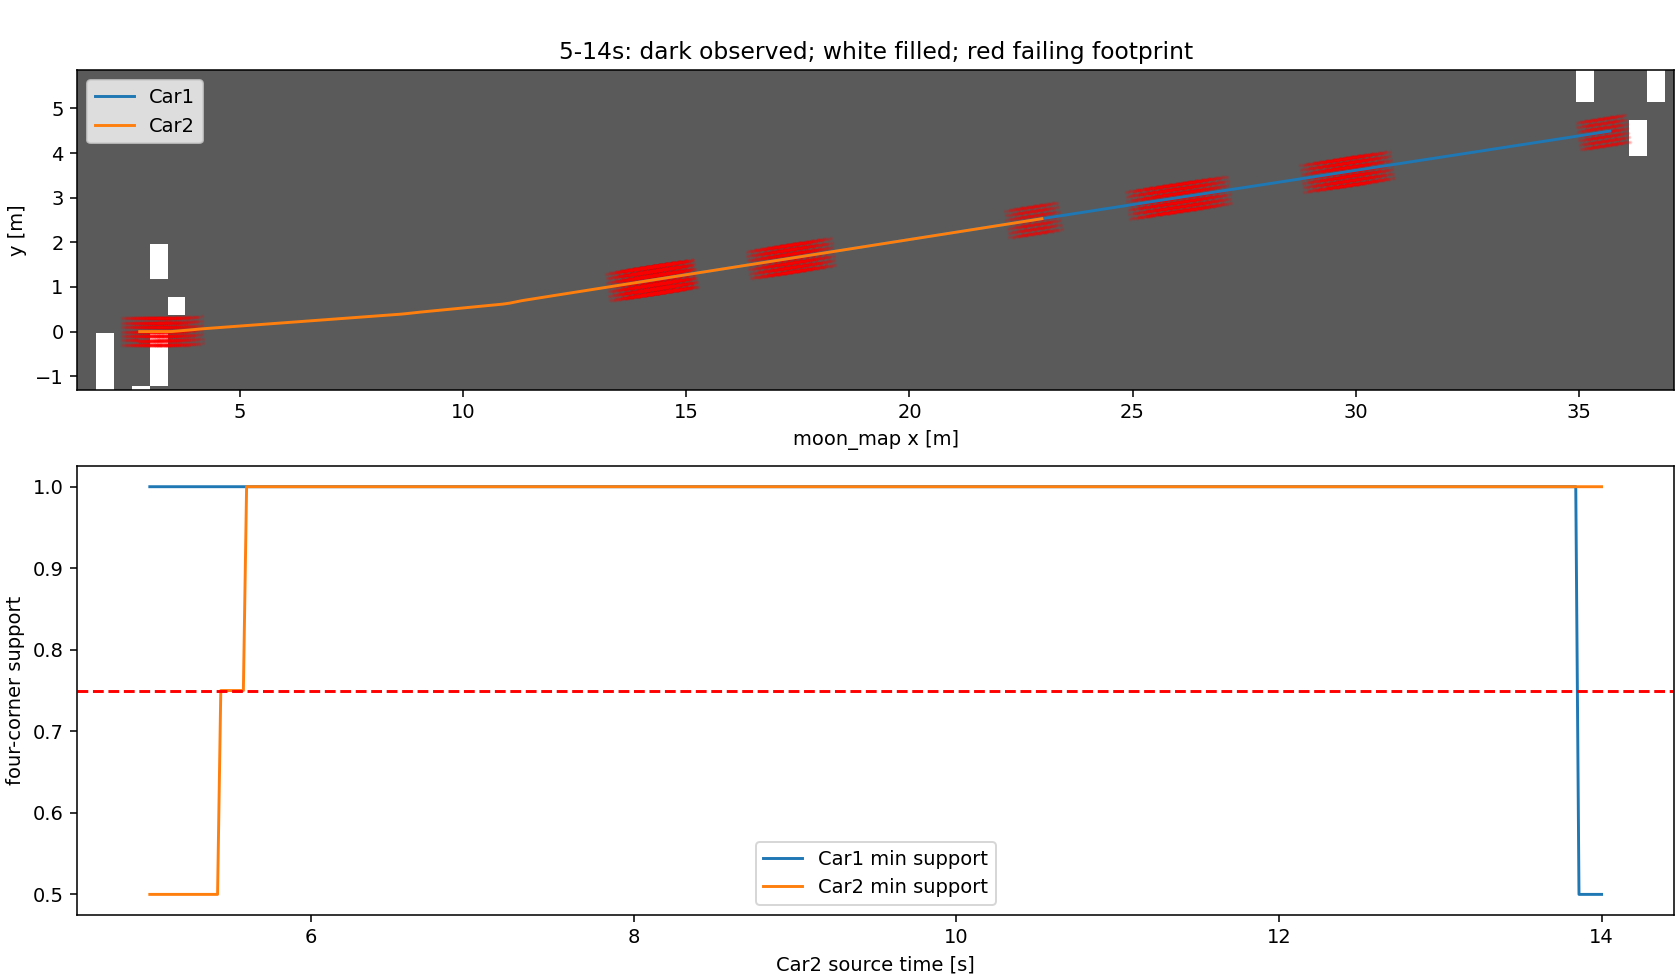 5-14s: dark observed; white filled; red failing footprint
Car1
Car2
5
4
3
2
1
0
−1
y [m]
5
10
15
20
25
30
35
moon_map x [m]
1.0
0.9
0.8
0.7
0.6
0.5
four-corner support
Car1 min support
Car2 min support
6
8
10
12
14
Car2 source time [s]